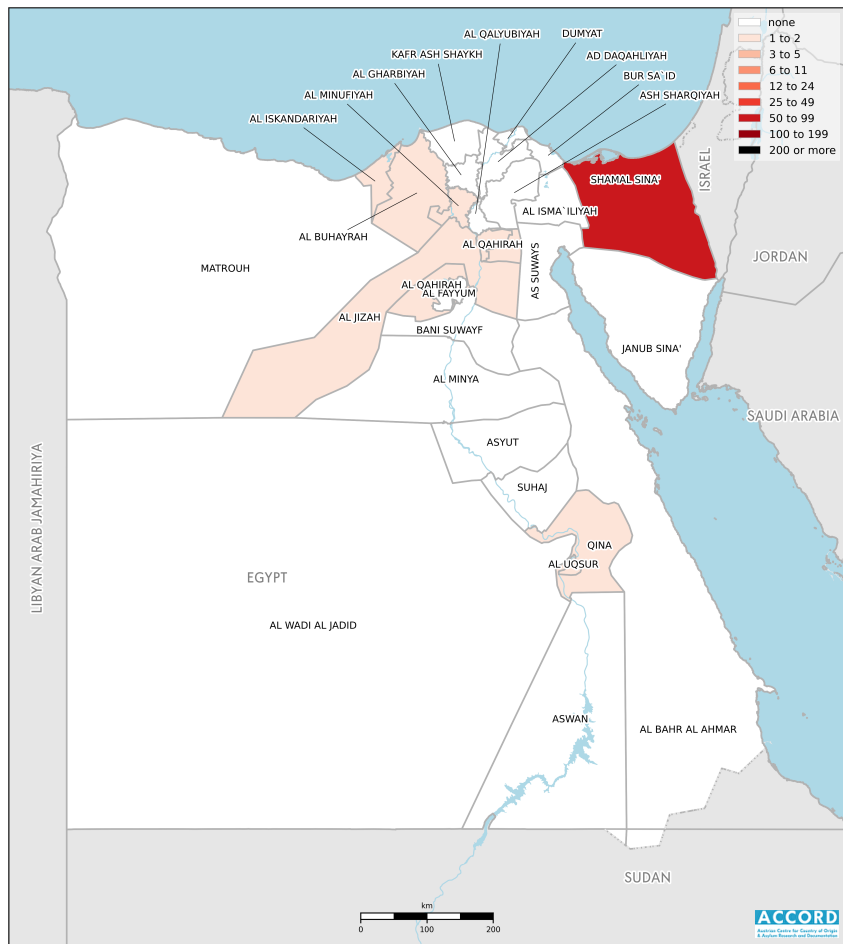 none
1 to 2
3 to 5
6 to 11
12 to 24
25 to 49
50 to 99
100 to 199
200 or more
AL QALYUBIYAH
DUMYAT
KAFR ASH SHAYKH
AD DAQAHLIYAH
AL GHARBIYAH
BUR SA`ID
AL MINUFIYAH
ASH SHARQIYAH
AL ISKANDARIYAH
ISRAEL
SHAMAL SINA'
AL ISMA`ILIYAH
AL BUHAYRAH
AL QAHIRAH
JORDAN
MATROUH
AS SUWAYS
AL QAHIRAH
AL FAYYUM
AL JIZAH
BANI SUWAYF
JANUB SINA'
AL MINYA
SAUDI ARABIA
ASYUT
SUHAJ
LIBYAN ARAB JAMAHIRIYA
QINA
AL UQSUR
EGYPT
AL WADI AL JADID
ASWAN
AL BAHR AL AHMAR
SUDAN
km
0 100 200
ACCORD
Austrian Centre for Country of Origin
& Asylum Research and Documentation